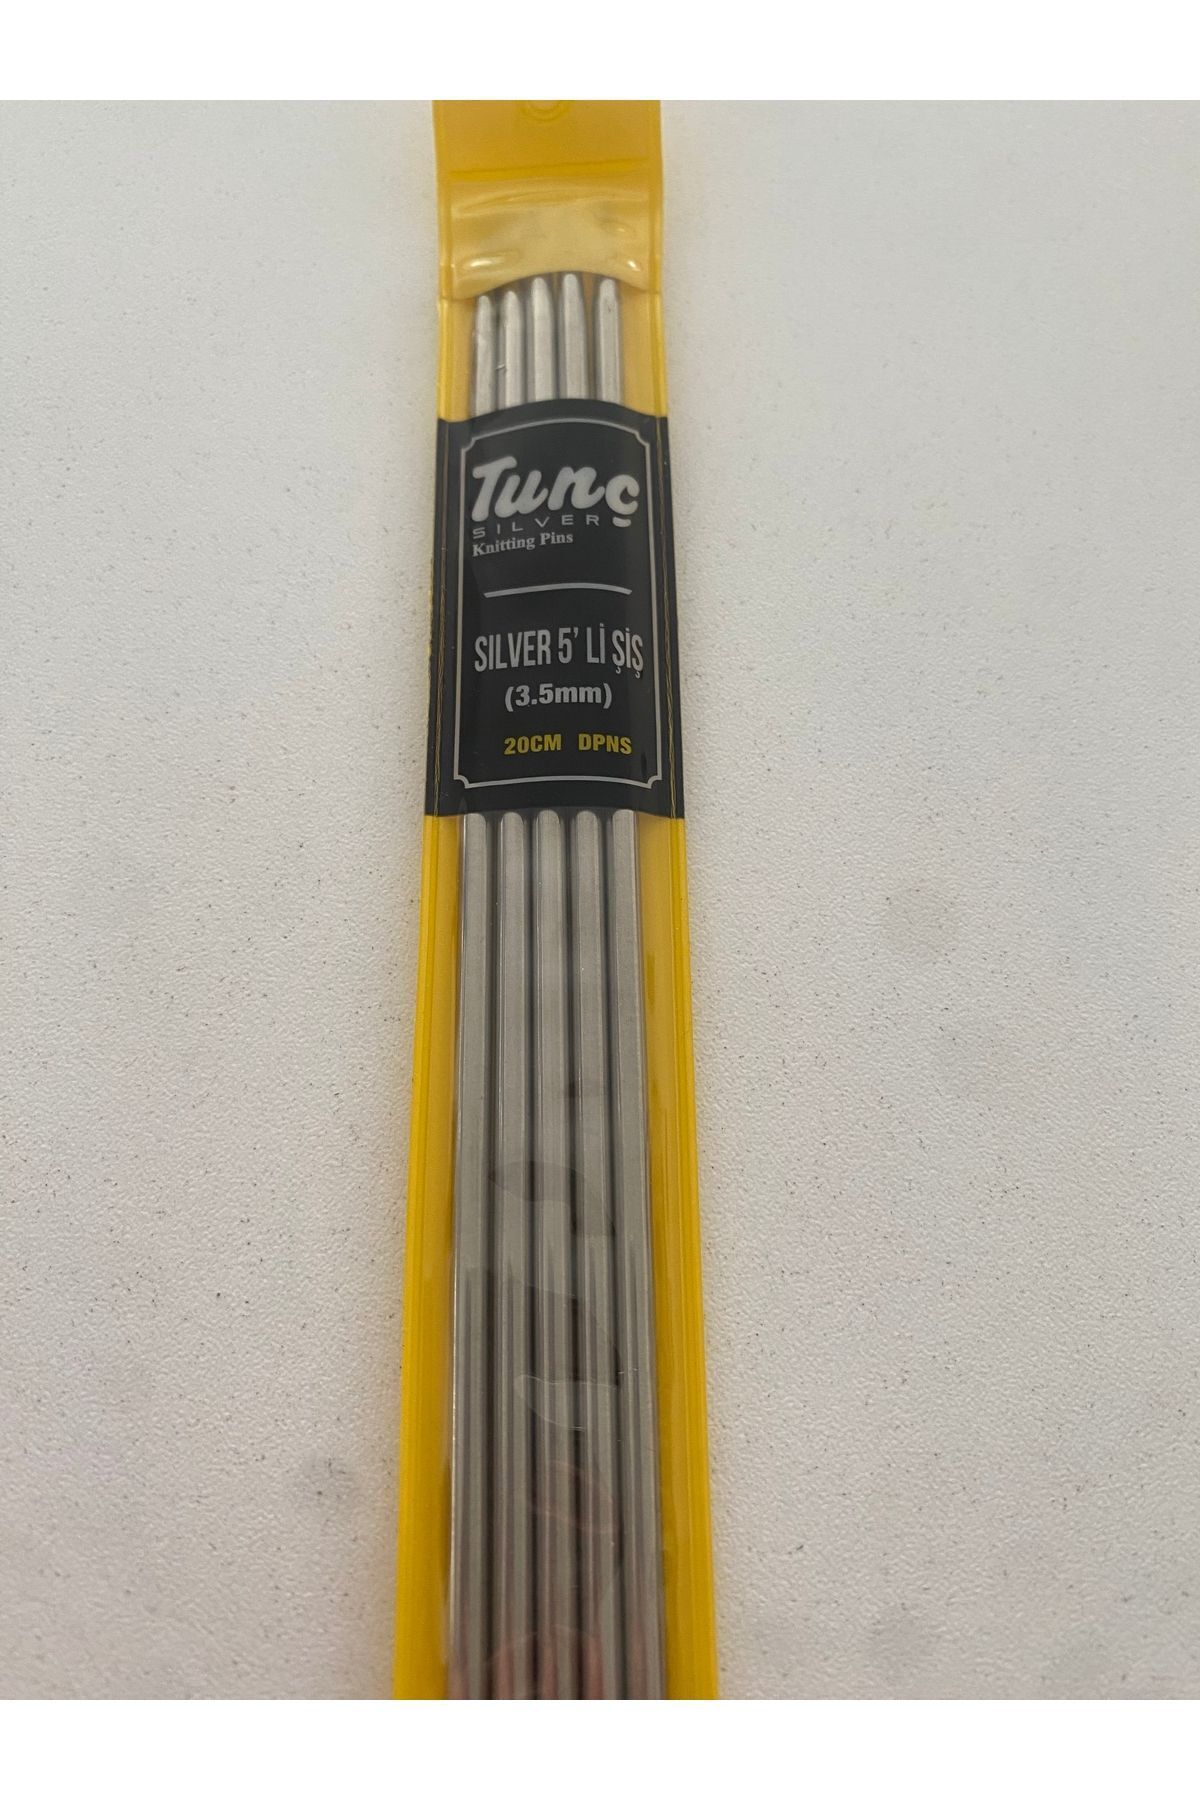 Tunç
SILVER
Knitting Pins
SILVER 5' Lİ ŞİŞ
(3.5mm)
20CM DPNS